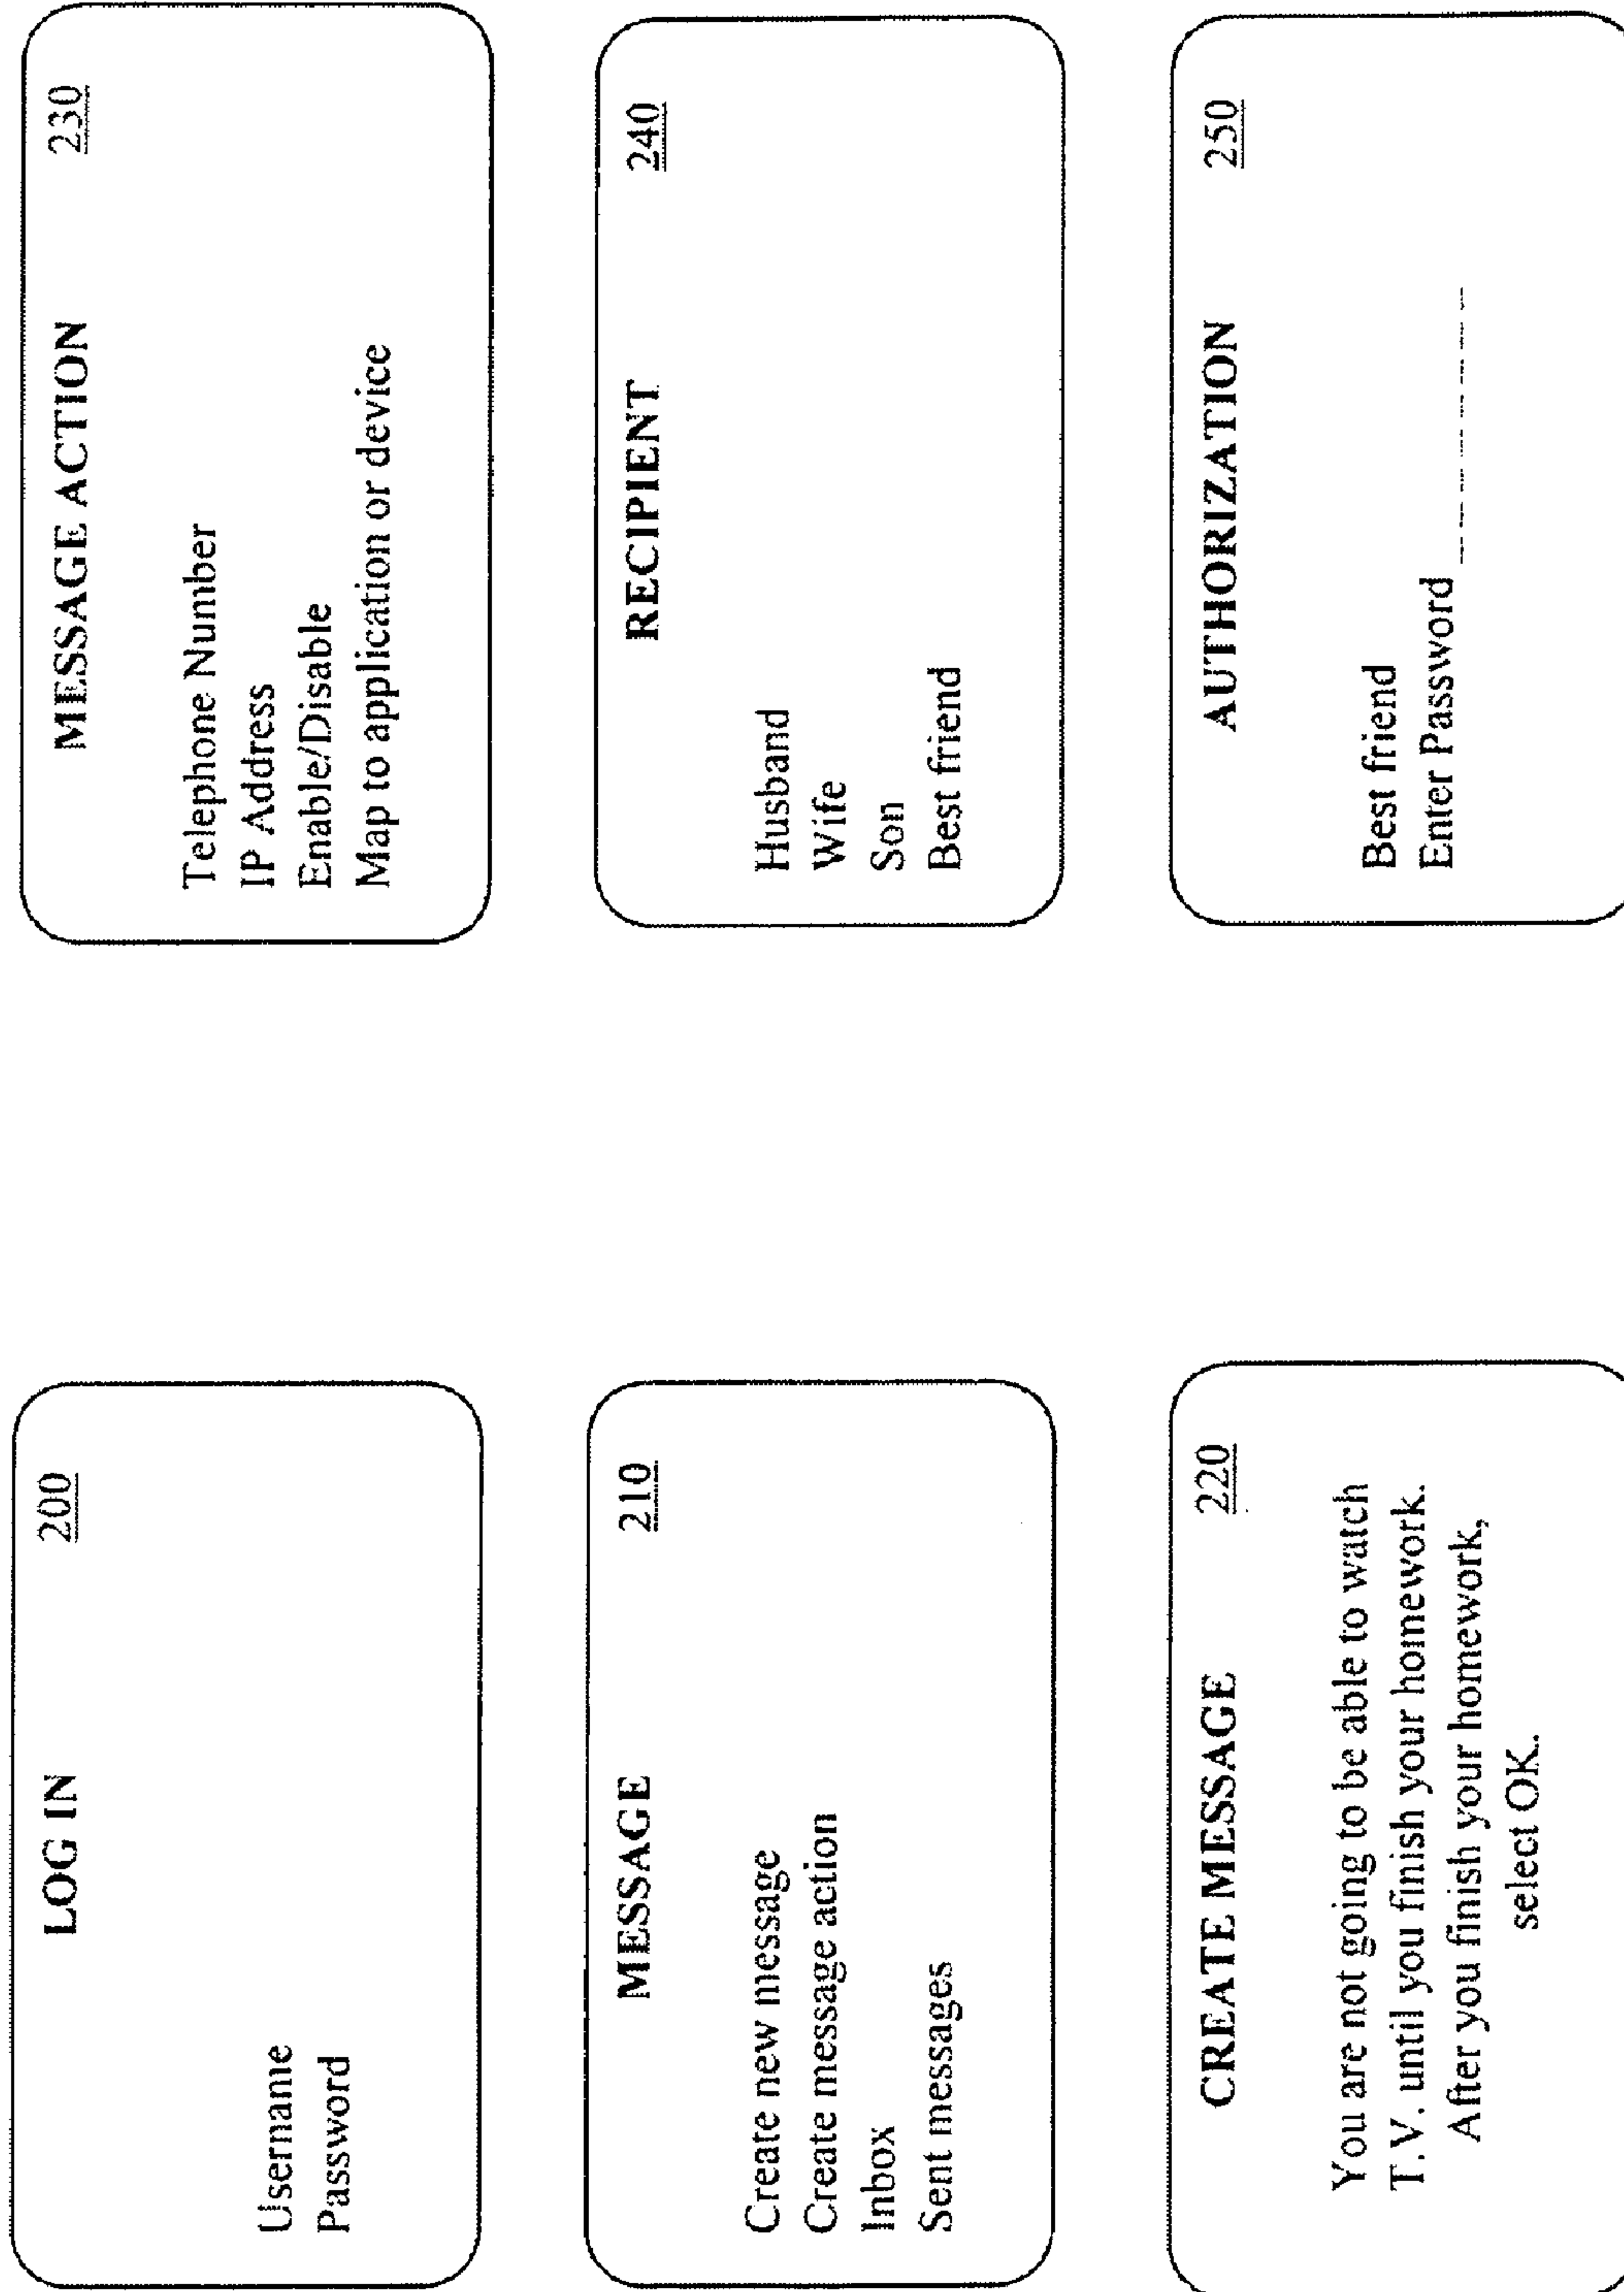 LOG IN 200
Username
Password
MESSAGE 210
Create new message
Create message action
Inbox
Sent messages
CREATE MESSAGE 220
You are not going to be able to watch
T.V. until you finish your homework.
After you finish your homework,
select OK.
MESSAGE ACTION 230
Telephone Number
IP Address
Enable/Disable
Map to application or device
RECIPIENT 240
Husband
Wife
Son
Best friend
AUTHORIZATION 250
Best friend
Enter Password _ _ _ _ _ _ _